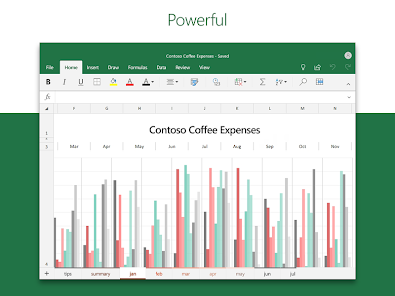 Powerful
Contoso Coffee Expenses - Saved
File Home Insert Draw Formulas Data Review View
B I U A A
fx
F G H I J K L M N
1 Contoso Coffee Expenses
3 Mar Apr May Jun Jul Aug Sep Oct Nov
4
+ tips summary jan feb mar apr may jun jul